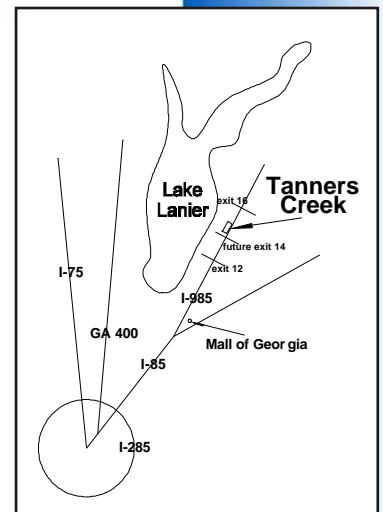 Lake
Lanier
exit 16
Tanners
Creek
future exit 14
exit 12
I-75
I-985
GA 400
Mall of Geor gia
I-85
I-285